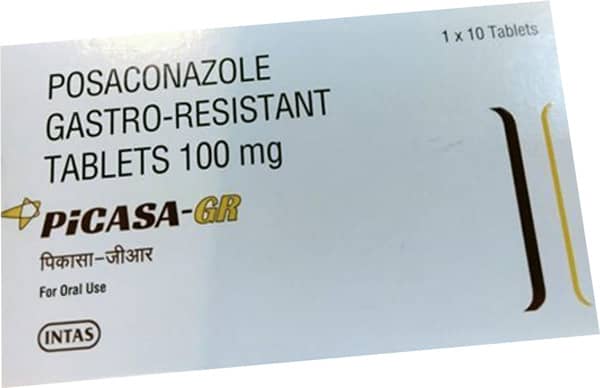 1 x 10 Tablets
POSACONAZOLE
GASTRO-RESISTANT
TABLETS 100 mg
PiCASA-GR
पिकासा-जीआर
For Oral Use
INTAS